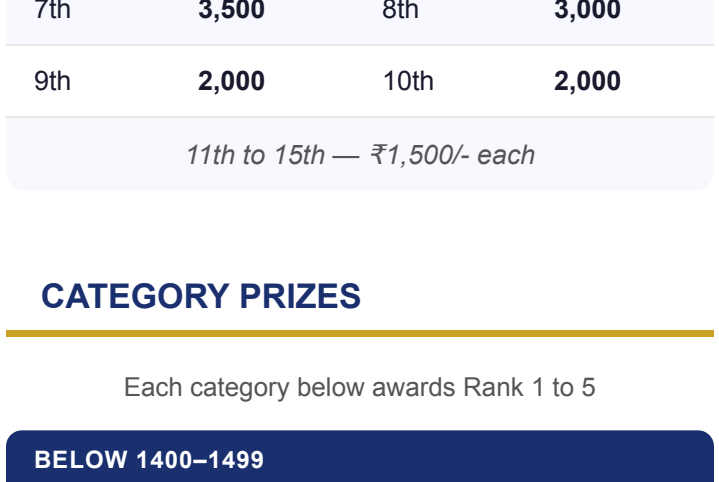 7th 3,500 8th 3,000
9th 2,000 10th 2,000
11th to 15th — ₹1,500/- each
CATEGORY PRIZES
Each category below awards Rank 1 to 5
BELOW 1400–1499